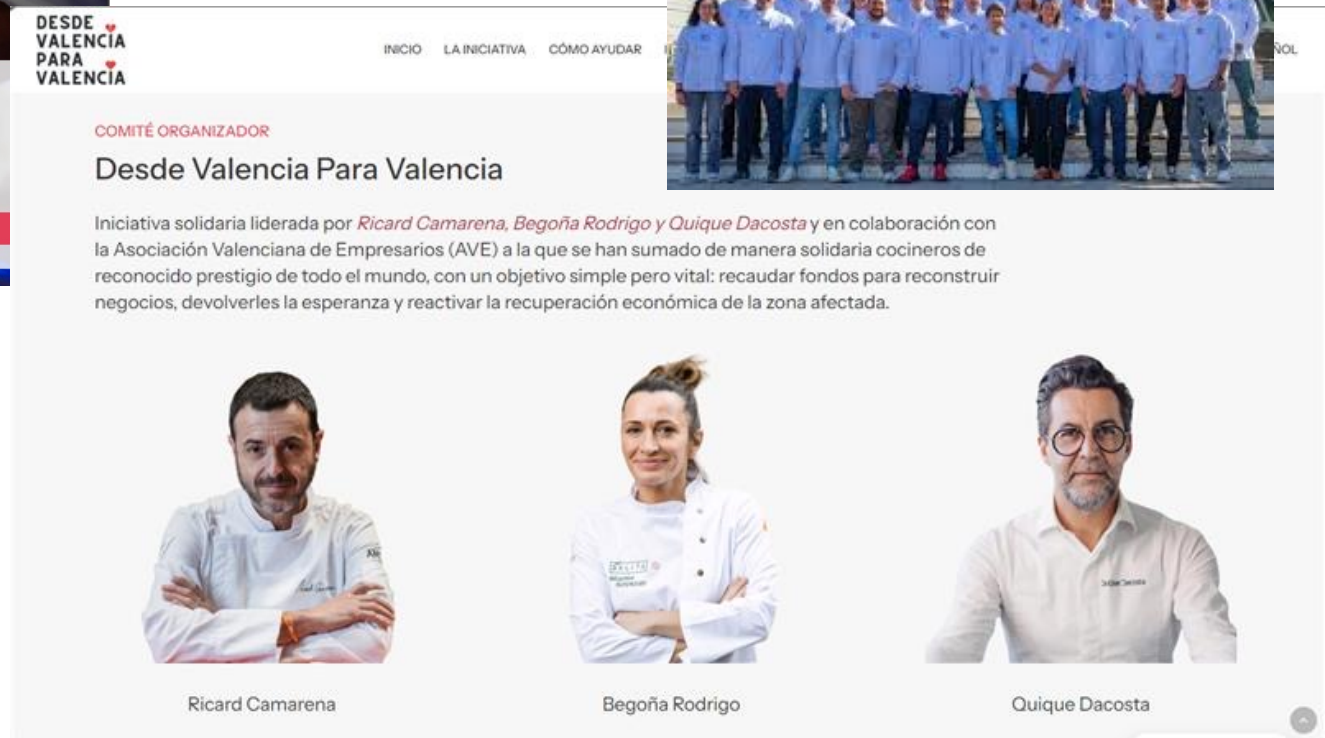 DESDE
VALENCIA
PARA
VALENCIA
INICIO LA INICIATIVA CÓMO AYUDAR
COMITÉ ORGANIZADOR
Desde Valencia Para Valencia
Iniciativa solidaria liderada por Ricard Camarena, Begoña Rodrigo y Quique Dacosta y en colaboración con
la Asociación Valenciana de Empresarios (AVE) a la que se han sumado de manera solidaria cocineros de
reconocido prestigio de todo el mundo, con un objetivo simple pero vital: recaudar fondos para reconstruir
negocios, devolverles la esperanza y reactivar la recuperación económica de la zona afectada.
Quique Dacosta
Ricard Camarena Begoña Rodrigo Quique Dacosta